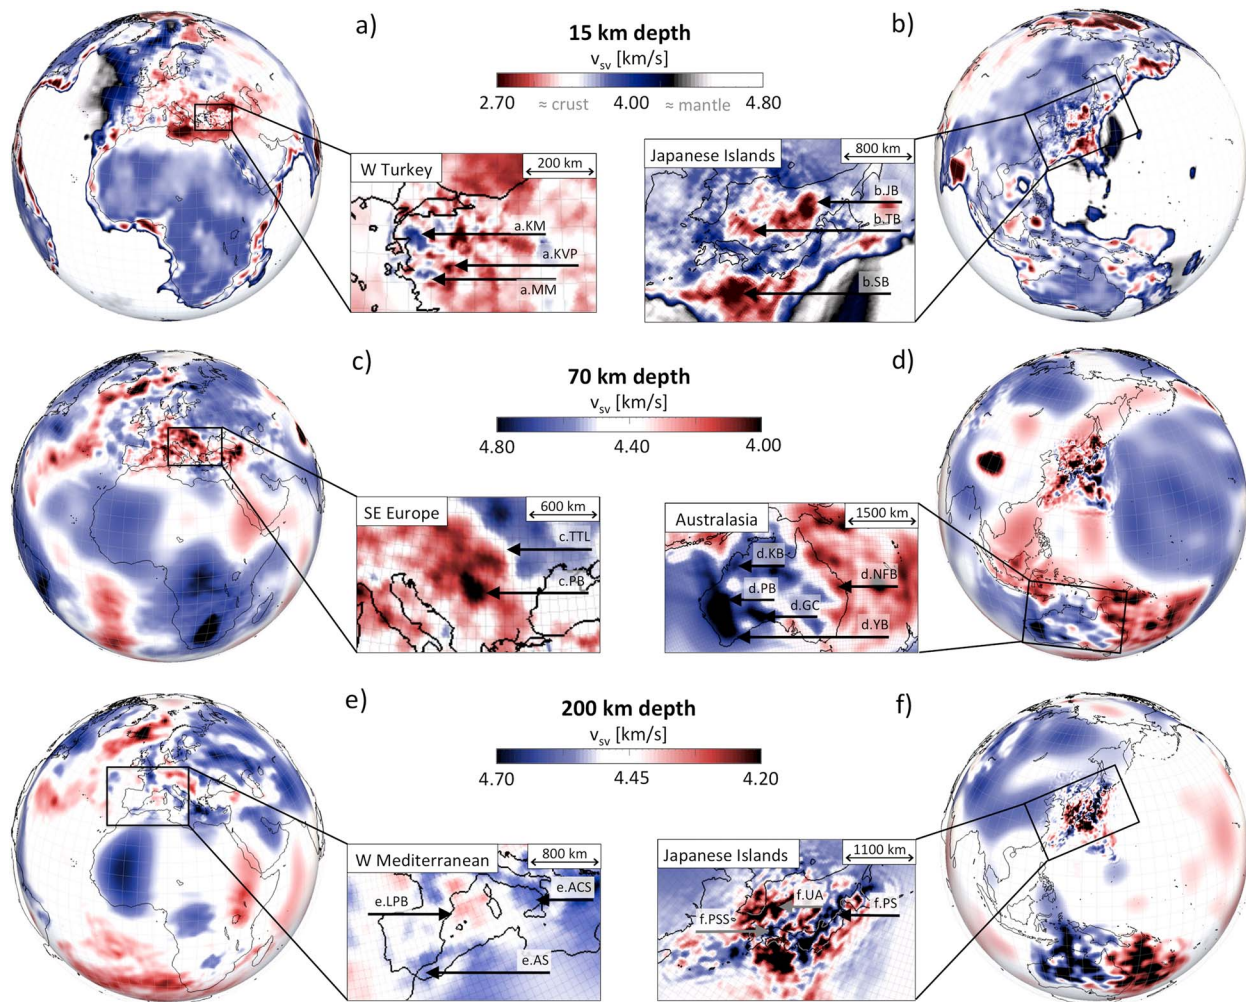 a)
15 km depth
b)
vsv [km/s]
≈ crust ≈ mantle
2.70 4.00 4.80
W Turkey
200 km
a.KM
a.KVP
a.MM
Japanese Islands
800 km
b.JB
b.TB
b.SB
c)
70 km depth
d)
vsv [km/s]
4.80 4.40 4.00
SE Europe
600 km
c.TTL
c.PB
Australasia
1500 km
d.KB
d.NFB
d.PB
d.GC
d.YB
e)
200 km depth
f)
vsv [km/s]
4.70 4.45 4.20
W Mediterranean
800 km
e.ACS
e.LPB
e.AS
Japanese Islands
1100 km
f.UA
f.PS
f.PSS